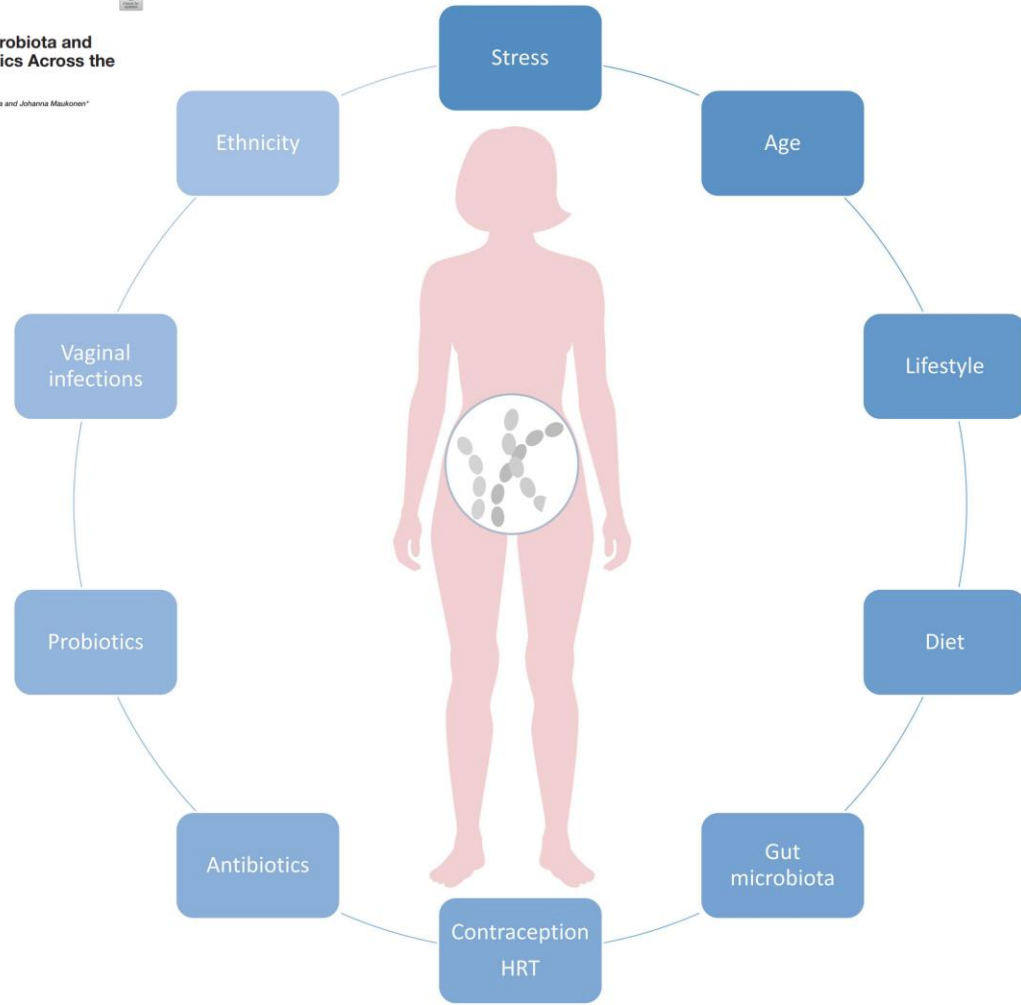 robiota and
ics Across the
and Johanna Maukonen*
Stress
Age
Lifestyle
Diet
Gut
microbiota
Contraception
HRT
Antibiotics
Probiotics
Vaginal
infections
Ethnicity